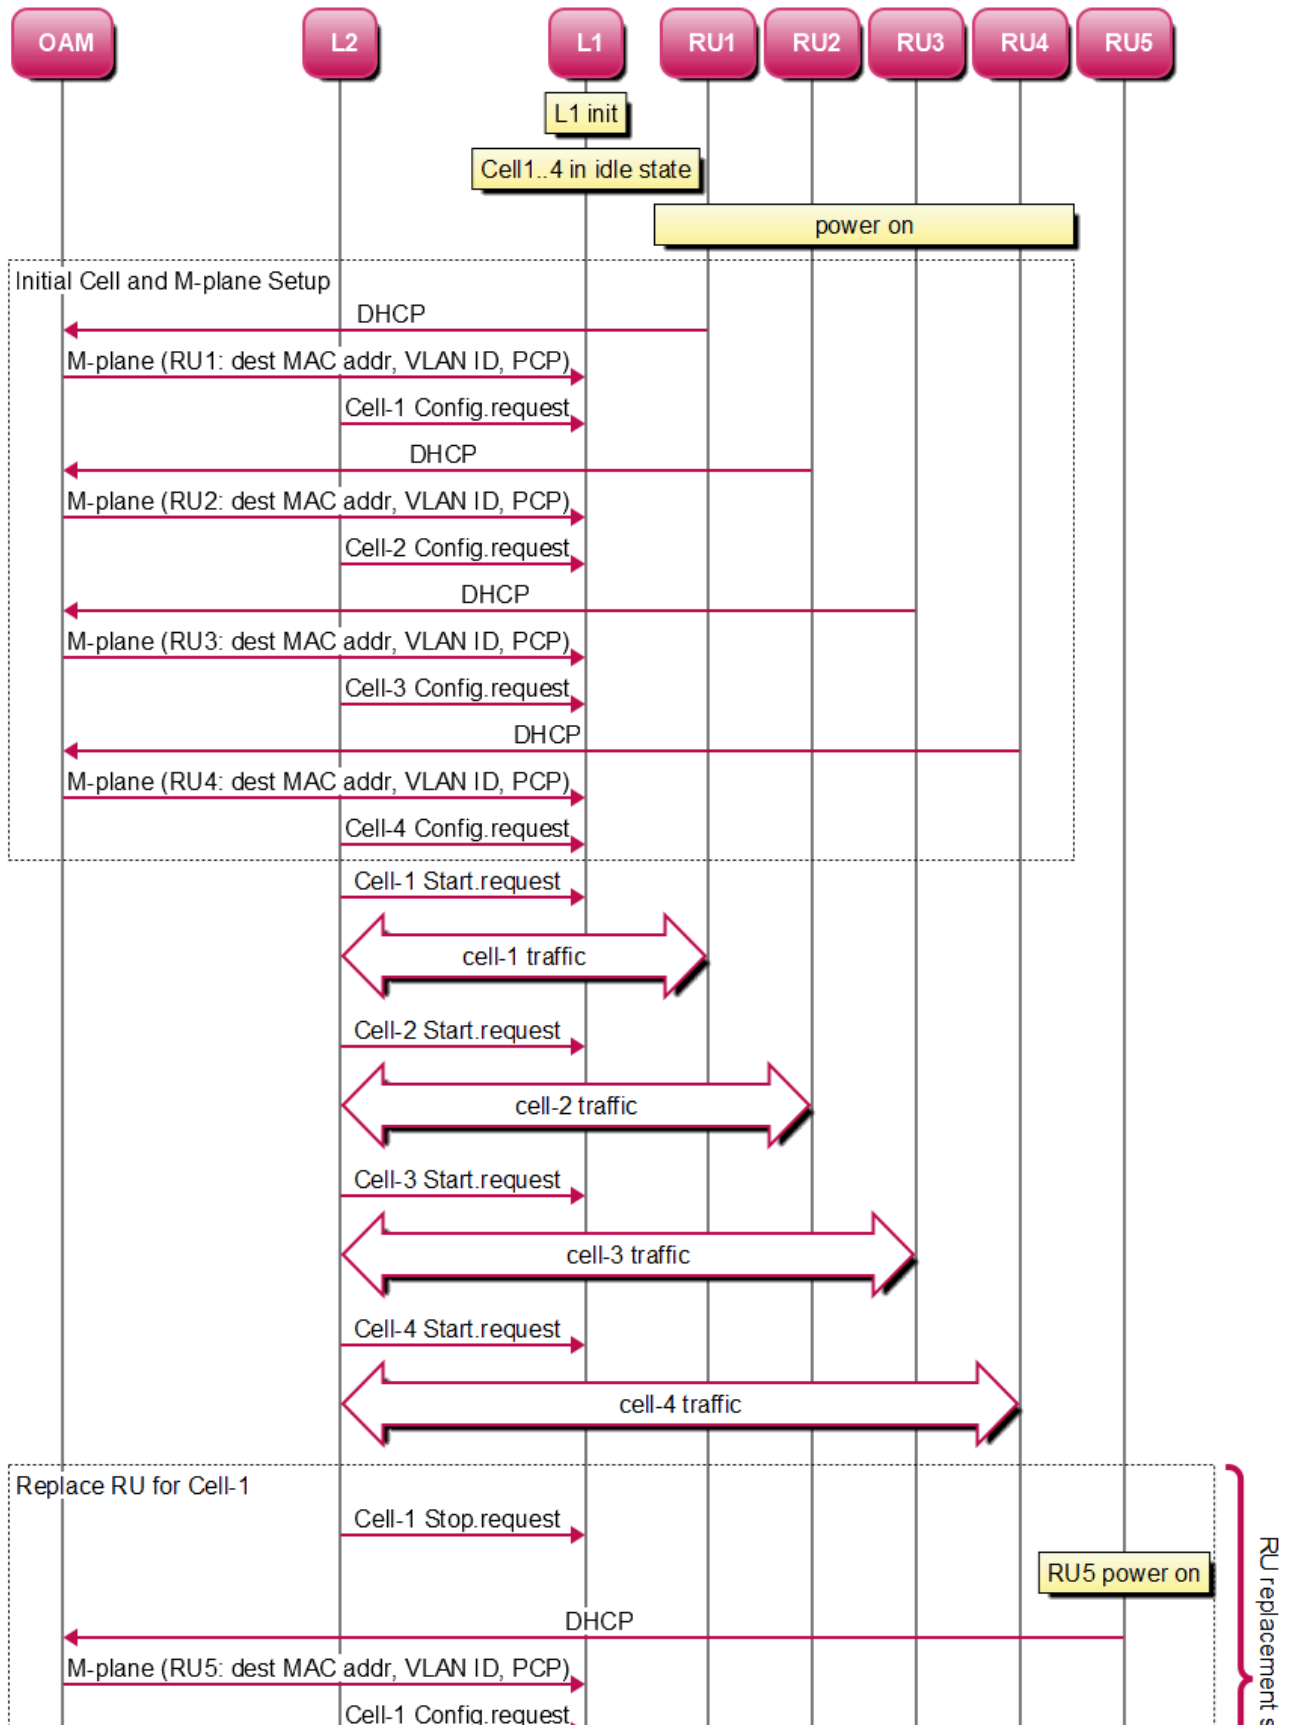 OAM
L2
L1
RU1
RU2
RU3
RU4
RU5
L1 init
Cell1..4 in idle state
power on
Initial Cell and M-plane Setup
DHCP
M-plane (RU1: dest MAC addr, VLAN ID, PCP)
Cell-1 Config.request
DHCP
M-plane (RU2: dest MAC addr, VLAN ID, PCP)
Cell-2 Config.request
DHCP
M-plane (RU3: dest MAC addr, VLAN ID, PCP)
Cell-3 Config.request
DHCP
M-plane (RU4: dest MAC addr, VLAN ID, PCP)
Cell-4 Config.request
Cell-1 Start.request
cell-1 traffic
Cell-2 Start.request
cell-2 traffic
Cell-3 Start.request
cell-3 traffic
Cell-4 Start.request
cell-4 traffic
Replace RU for Cell-1
Cell-1 Stop.request
RU5 power on
DHCP
M-plane (RU5: dest MAC addr, VLAN ID, PCP)
Cell-1 Config.request
RU replacement